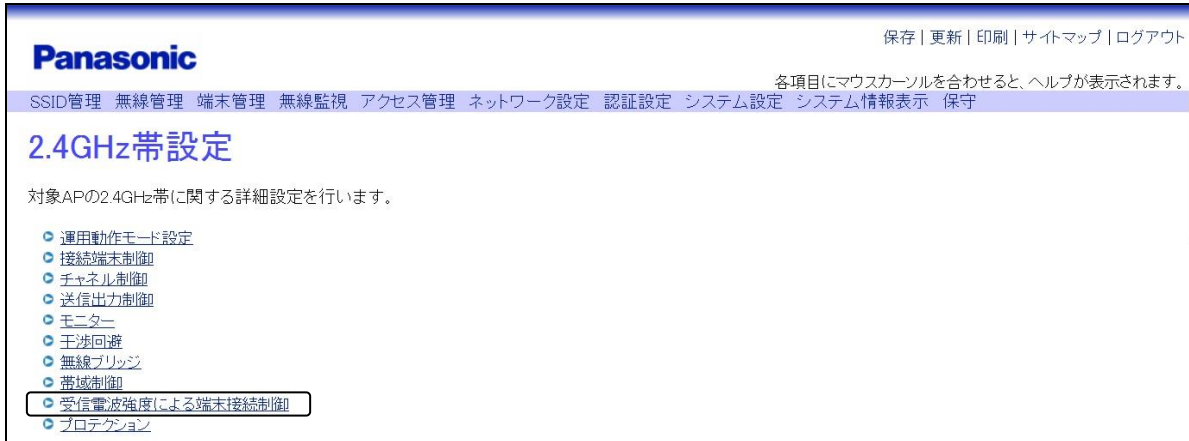 保存 | 更新 | 印刷 | サイトマップ | ログアウト
Panasonic
各項目にマウスカーソルを合わせると、ヘルプが表示されます。
SSID管理 無線管理 端末管理 無線監視 アクセス管理 ネットワーク設定 認証設定 システム設定 システム情報表示 保守
2.4GHz帯設定
対象APの2.4GHz帯に関する詳細設定を行います。
運用動作モード設定
接続端末制御
チャネル制御
送信出力制御
モニター
干渉回避
無線ブリッジ
帯域制御
受信電波強度による端末接続制御
プロテクション